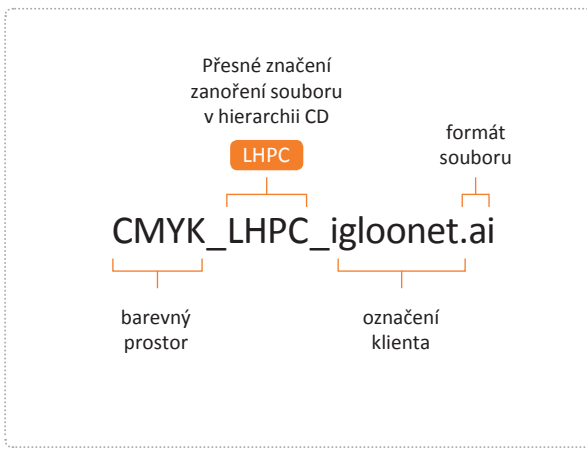 Přesné značení
zanoření souboru
v hierarchii CD
LHPC
formát
souboru
CMYK_LHPC_igloonet.ai
barevný
prostor
označení
klienta